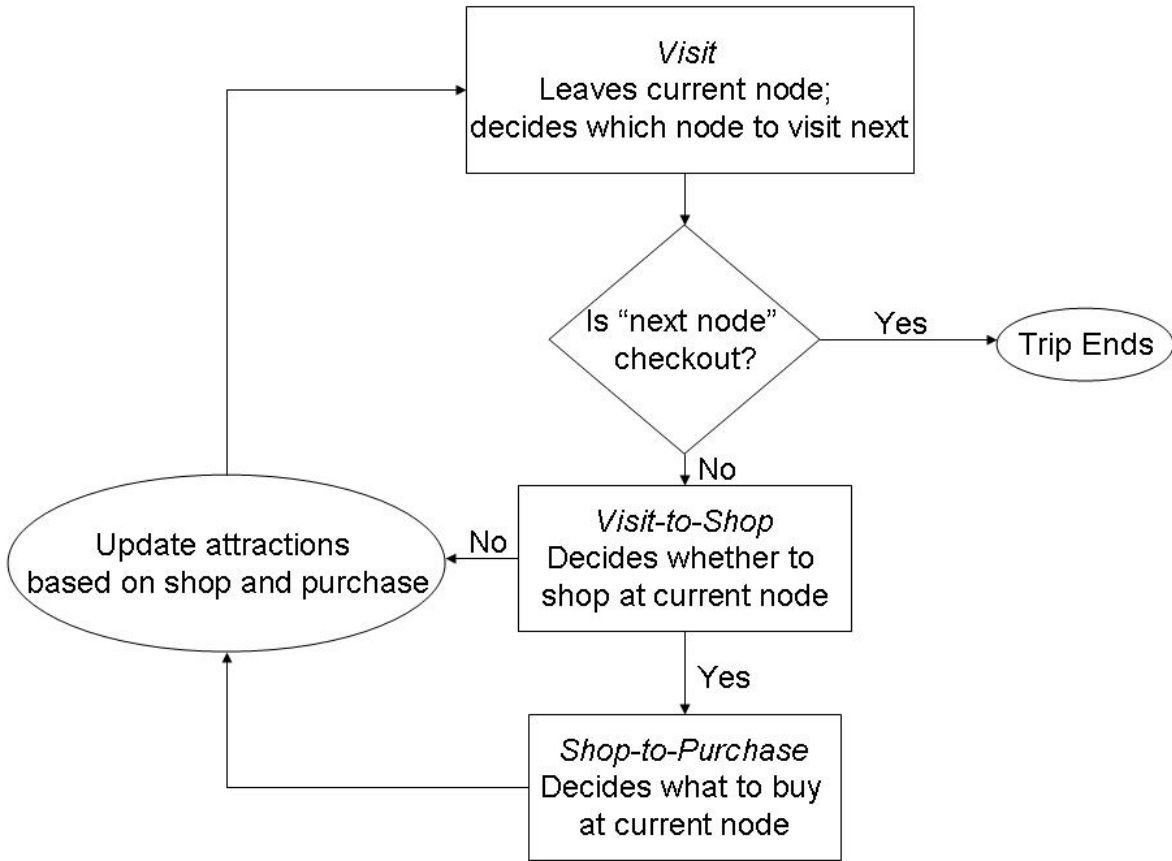 Visit
Leaves current node;
decides which node to visit next
Is “next node”
checkout?
Yes
Trip Ends
No
Visit-to-Shop
Decides whether to
shop at current node
No
Update attractions
based on shop and purchase
Yes
Shop-to-Purchase
Decides what to buy
at current node